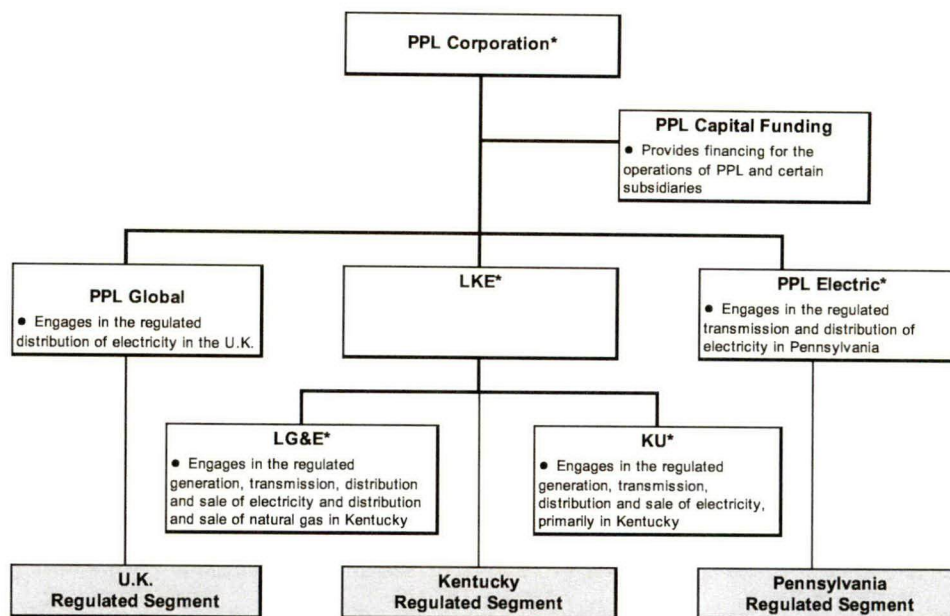 PPL Corporation*
PPL Capital Funding
● Provides financing for the
operations of PPL and certain
subsidiaries
PPL Global
● Engages in the regulated
distribution of electricity in the U.K.
LKE*
PPL Electric*
● Engages in the regulated
transmission and distribution of
electricity in Pennsylvania
LG&E*
● Engages in the regulated
generation, transmission, distribution
and sale of electricity and distribution
and sale of natural gas in Kentucky
KU*
● Engages in the regulated
generation, transmission,
distribution and sale of electricity,
primarily in Kentucky
U.K.
Regulated Segment
Kentucky
Regulated Segment
Pennsylvania
Regulated Segment